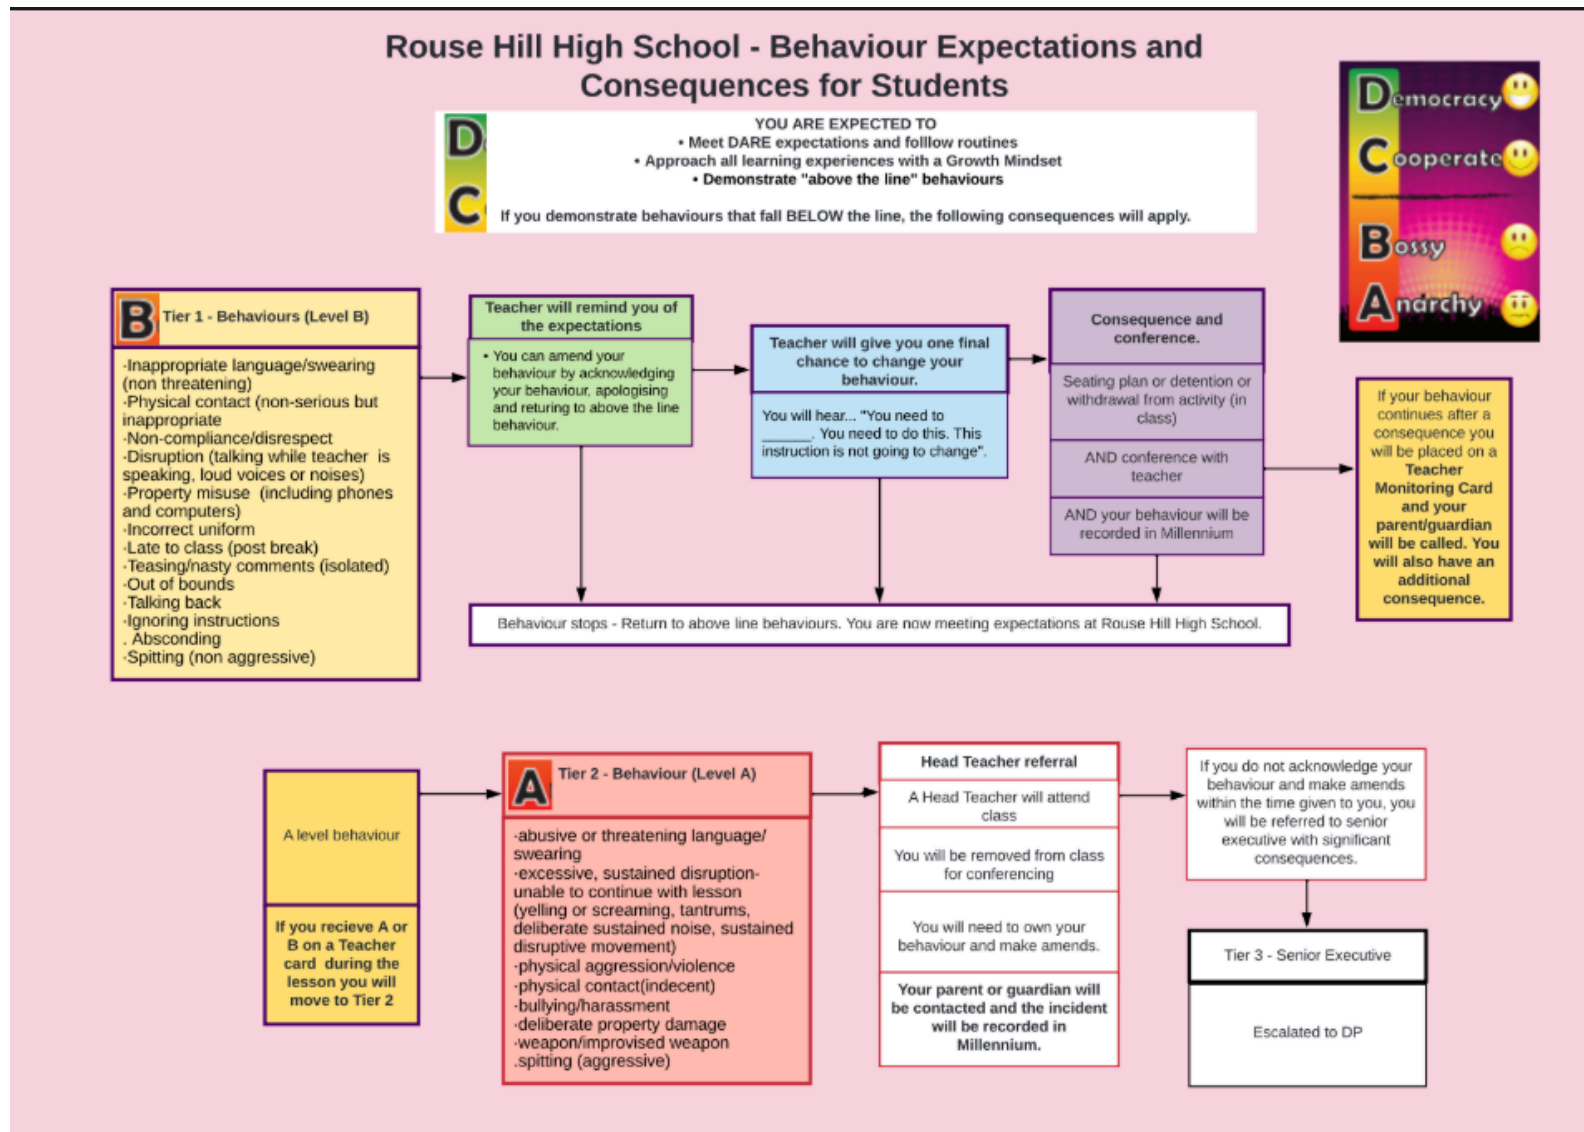 Rouse Hill High School - Behaviour Expectations and
Consequences for Students
D
C
YOU ARE EXPECTED TO
• Meet DARE expectations and folllow routines
• Approach all learning experiences with a Growth Mindset
• Demonstrate "above the line" behaviours
If you demonstrate behaviours that fall BELOW the line, the following consequences will apply.
Democracy
Cooperate
Bossy
Anarchy
B Tier 1 - Behaviours (Level B)
·Inappropriate language/swearing
(non threatening)
·Physical contact (non-serious but
inappropriate
·Non-compliance/disrespect
·Disruption (talking while teacher is
speaking, loud voices or noises)
·Property misuse (including phones
and computers)
·Incorrect uniform
·Late to class (post break)
·Teasing/nasty comments (isolated)
·Out of bounds
·Talking back
·Ignoring instructions
. Absconding
·Spitting (non aggressive)
Teacher will remind you of
the expectations
• You can amend your
behaviour by acknowledging
your behaviour, apologising
and returing to above the line
behaviour.
Teacher will give you one final
chance to change your
behaviour.
You will hear... "You need to
______. You need to do this. This
instruction is not going to change".
Consequence and
conference.
Seating plan or detention or
withdrawal from activity (in
class)
AND conference with
teacher
AND your behaviour will be
recorded in Millennium
If your behaviour
continues after a
consequence you
will be placed on a
Teacher
Monitoring Card
and your
parent/guardian
will be called. You
will also have an
additional
consequence.
Behaviour stops - Return to above line behaviours. You are now meeting expectations at Rouse Hill High School.
A level behaviour
If you recieve A or
B on a Teacher
card during the
lesson you will
move to Tier 2
A Tier 2 - Behaviour (Level A)
·abusive or threatening language/
swearing
·excessive, sustained disruption-
unable to continue with lesson
(yelling or screaming, tantrums,
deliberate sustained noise, sustained
disruptive movement)
·physical aggression/violence
·physical contact(indecent)
·bullying/harassment
·deliberate property damage
·weapon/improvised weapon
.spitting (aggressive)
Head Teacher referral
A Head Teacher will attend
class
You will be removed from class
for conferencing
You will need to own your
behaviour and make amends.
Your parent or guardian will
be contacted and the incident
will be recorded in
Millennium.
If you do not acknowledge your
behaviour and make amends
within the time given to you, you
will be referred to senior
executive with significant
consequences.
Tier 3 - Senior Executive
Escalated to DP